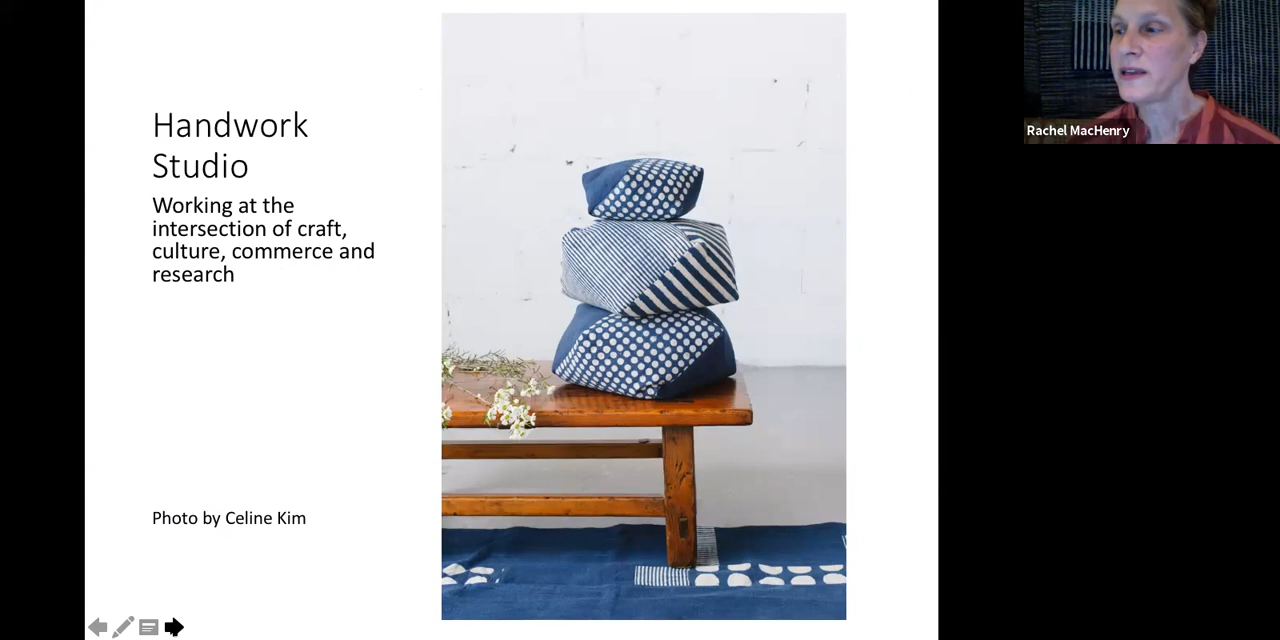 Handwork
Studio
Working at the
intersection of craft,
culture, commerce and
research
Photo by Celine Kim
Rachel MacHenry